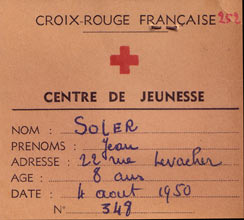 CROIX-ROUGE FRANÇAISE 252
CENTRE DE JEUNESSE
NOM : SOLER
PRENOMS : Jean
ADRESSE : 22 rue Levacher
AGE : 8 ans
DATE : 4 aout 1950
N° 348